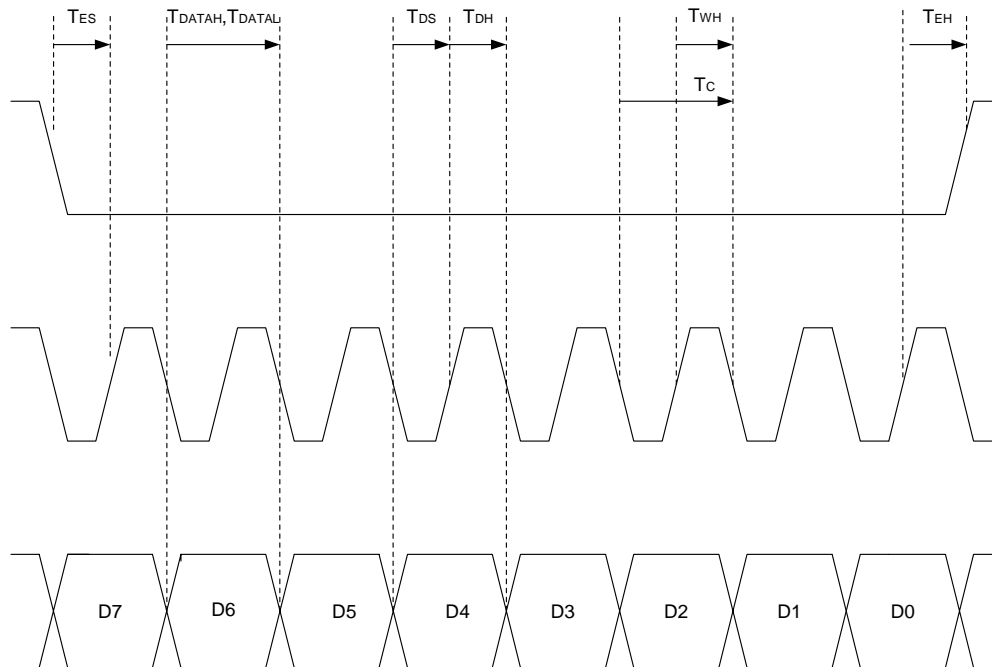 TES
TDATAH,TDATAL
TDS
TDH
TWH
TEH
TC
D7
D6
D5
D4
D3
D2
D1
D0